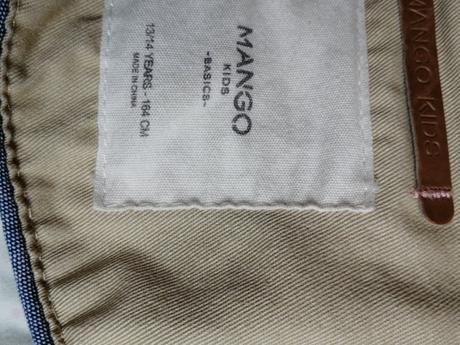 MANGO
KIDS
-BASICS-
13/14 YEARS - 164 CM
MADE IN CHINA
MANGO KIDS